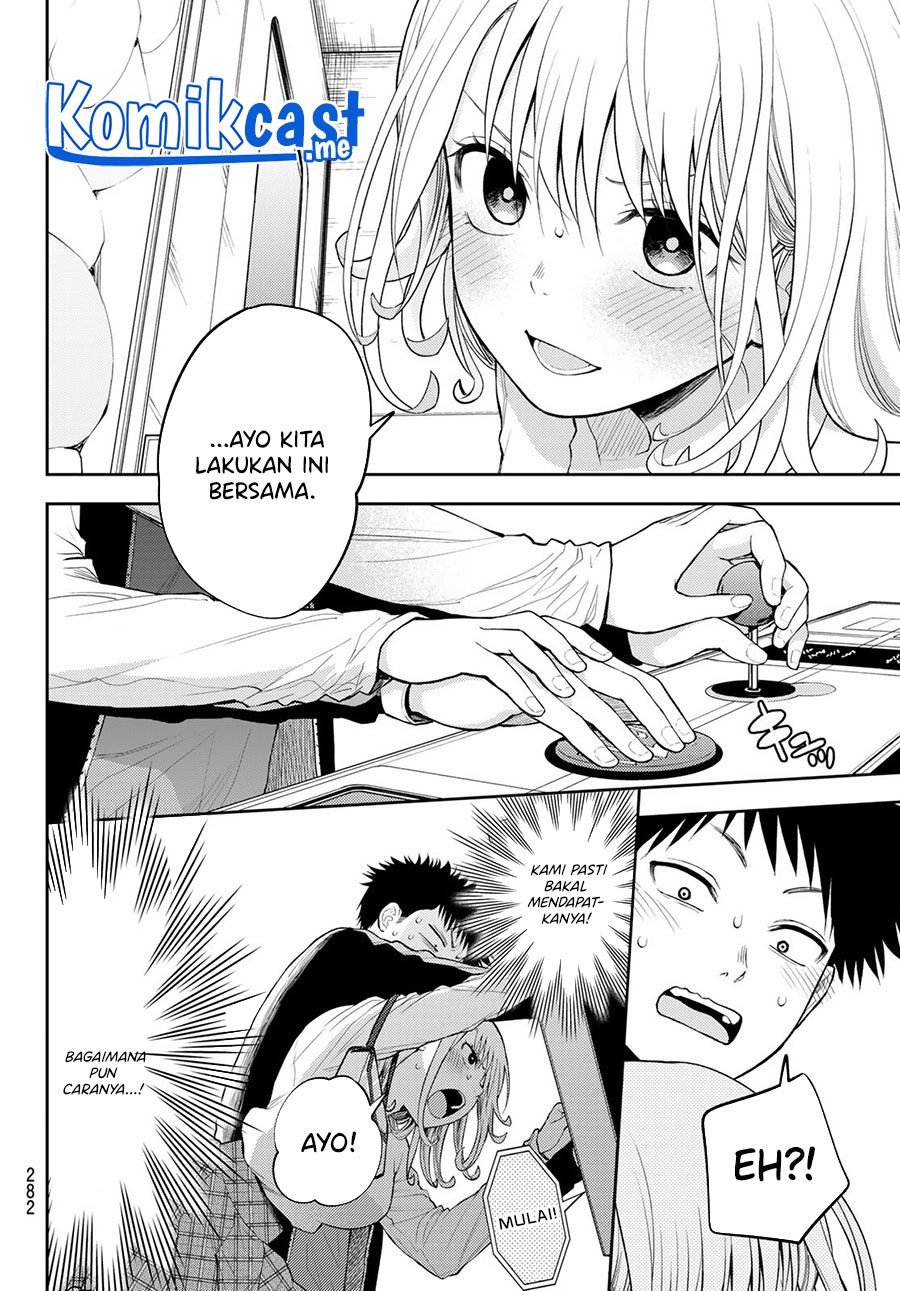 Komikcast
.me
...AYO KITA
LAKUKAN INI
BERSAMA.
EH?!
KAMI PASTI
BAKAL
MENDAPAT-
KANYA!
AYO!
MULAI!
BAGAIMANA
PUN
CARANYA...!
282